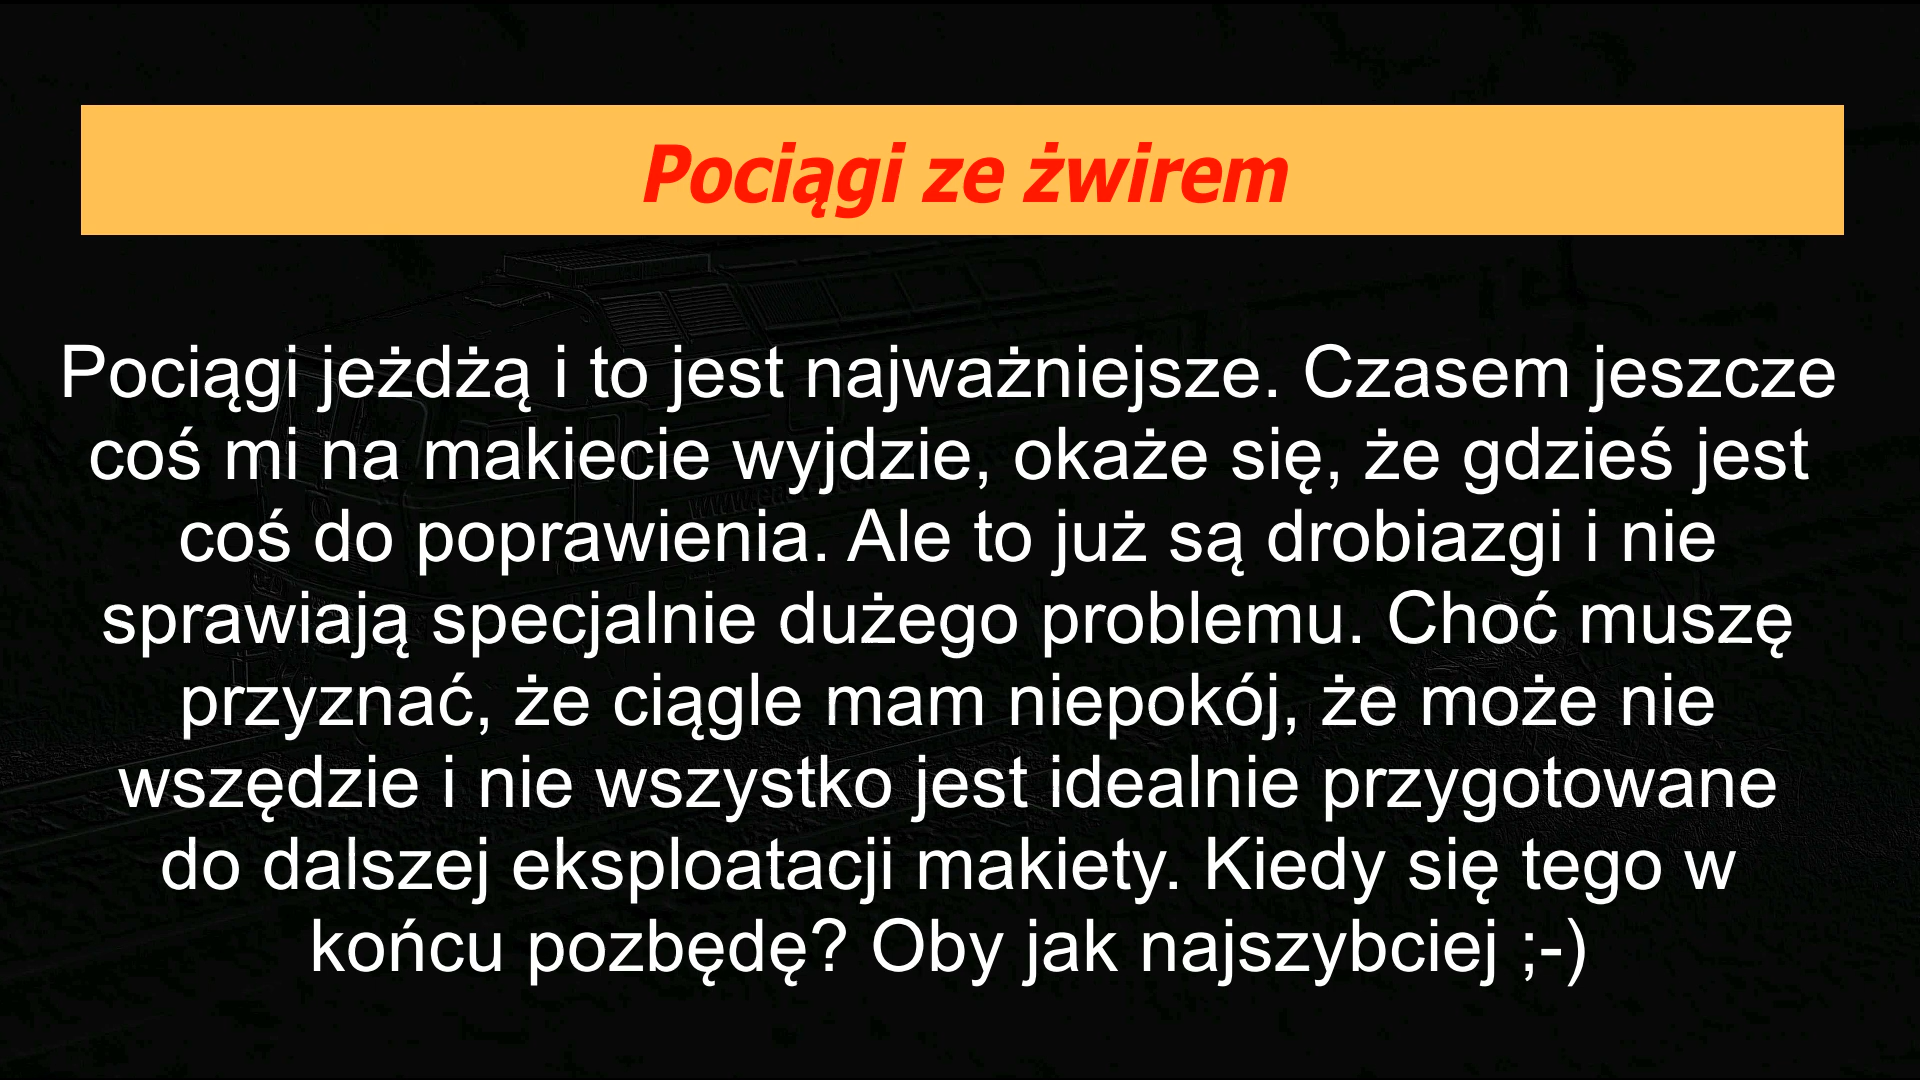 Pociągi ze żwirem
Pociągi jeżdżą i to jest najważniejsze. Czasem jeszcze
coś mi na makiecie wyjdzie, okaże się, że gdzieś jest
coś do poprawienia. Ale to już są drobiazgi i nie
sprawiają specjalnie dużego problemu. Choć muszę
przyznać, że ciągle mam niepokój, że może nie
wszędzie i nie wszystko jest idealnie przygotowane
do dalszej eksploatacji makiety. Kiedy się tego w
końcu pozbędę? Oby jak najszybciej ;-)